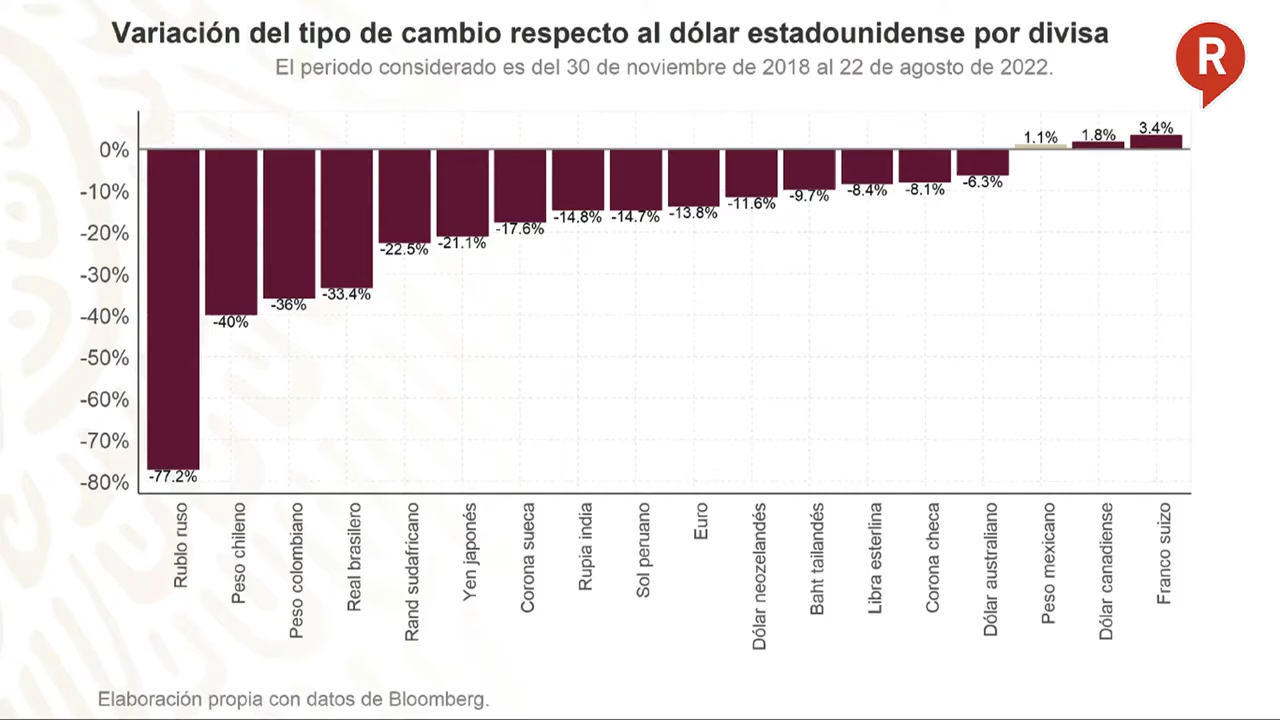 Variación del tipo de cambio respecto al dólar estadounidense por divisa
El periodo considerado es del 30 de noviembre de 2018 al 22 de agosto de 2022.
R
0%
-10%
-20%
-30%
-40%
-50%
-60%
-70%
-80%
-77.2%
-40%
-36%
-33.4%
-22.5%
-21.1%
-17.6%
-14.8%
-14.7%
-13.8%
-11.6%
-9.7%
-8.4%
-8.1%
-6.3%
1.1%
1.8%
3.4%
Rublo ruso
Peso chileno
Peso colombiano
Real brasilero
Rand sudafricano
Yen japonés
Corona sueca
Rupia india
Sol peruano
Euro
Dólar neozelandés
Baht tailandés
Libra esterlina
Corona checa
Dólar australiano
Peso mexicano
Dólar canadiense
Franco suizo
Elaboración propia con datos de Bloomberg.